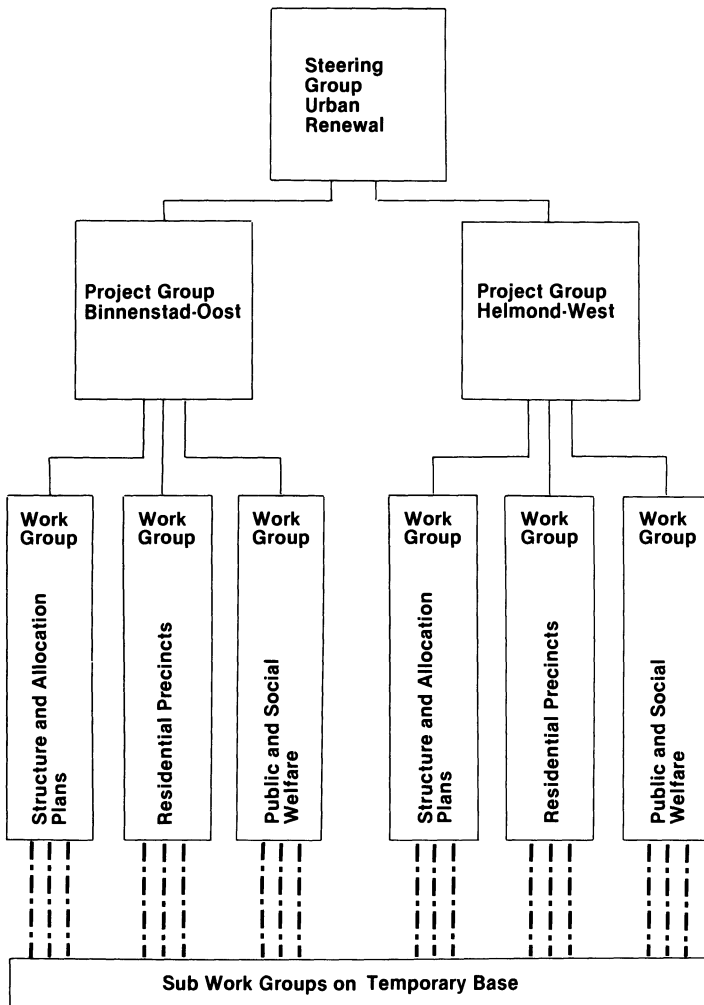 Steering
Group
Urban
Renewal
Project Group
Binnenstad-Oost
Project Group
Helmond-West
Work
Group
Structure and Allocation
Plans
Work
Group
Residential Precincts
Work
Group
Public and Social
Welfare
Work
Group
Structure and Allocation
Plans
Work
Group
Residential Precincts
Work
Group
Public and Social
Welfare
Sub Work Groups on Temporary Base